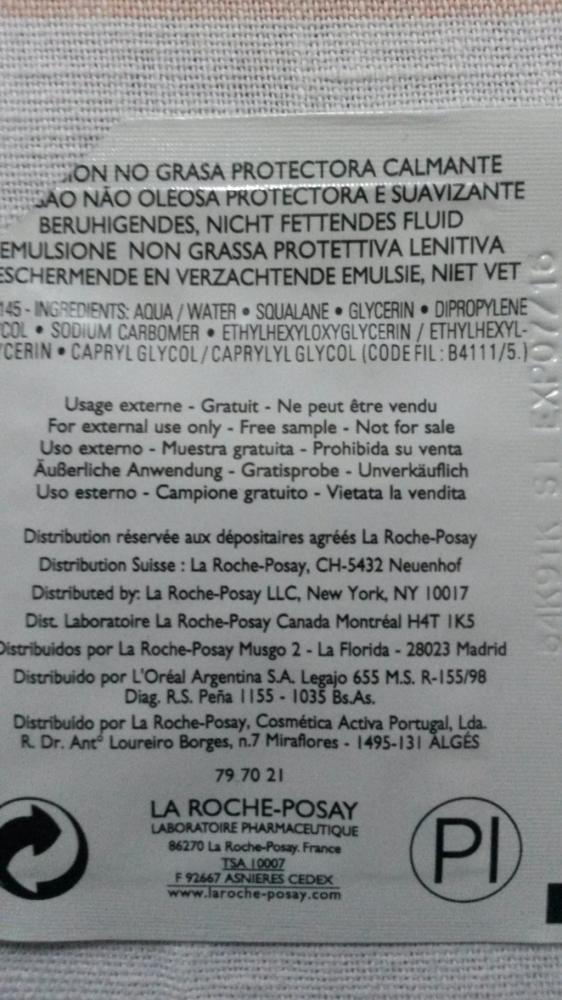 ON NO GRASA PROTECTORA CALMANTE
ÃO NÃO OLEOSA PROTECTORA E SUAVIZANTE
BERUHIGENDES, NICHT FETTENDES FLUID
EMULSIONE NON GRASSA PROTETTIVA LENITIVA
ESCHERMENDE EN VERZACHTENDE EMULSIE, NIET VET
145 - INGREDIENTS: AQUA / WATER • SQUALANE • GLYCERIN • DIPROPYLENE
YCOL • SODIUM CARBOMER • ETHYLHEXYLOXYGLYCERIN / ETHYLHEXYL-
YCERIN • CAPRYL GLYCOL / CAPRYLYL GLYCOL (CODE FIL : B4111/5.)
Usage externe - Gratuit - Ne peut être vendu
For external use only - Free sample - Not for sale
Uso externo - Muestra gratuita - Prohibida su venta
Äußerliche Anwendung - Gratisprobe - Unverkäuflich
Uso esterno - Campione gratuito - Vietata la vendita
Distribution réservée aux dépositaires agréés La Roche-Posay
Distribution Suisse : La Roche-Posay, CH-5432 Neuenhof
Distributed by: La Roche-Posay LLC, New York, NY 10017
Dist. Laboratoire La Roche-Posay Canada Montréal H4T 1K5
Distribuidos por La Roche-Posay Musgo 2 - La Florida - 28023 Madrid
Distribuido por L'Oréal Argentina S.A. Legajo 655 M.S. R-155/98
Diag. R.S. Peña 1155 - 1035 Bs.As.
Distribuído por La Roche-Posay, Cosmética Activa Portugal, Lda.
R. Dr. Antº Loureiro Borges, n.7 Miraflores - 1495-131 ALGÉS
79 70 21
LA ROCHE-POSAY
LABORATOIRE PHARMACEUTIQUE
86270 La Roche-Posay. France
TSA 10007
F 92667 ASNIERES CEDEX
www.laroche-posay.com
PI
EXP07/16